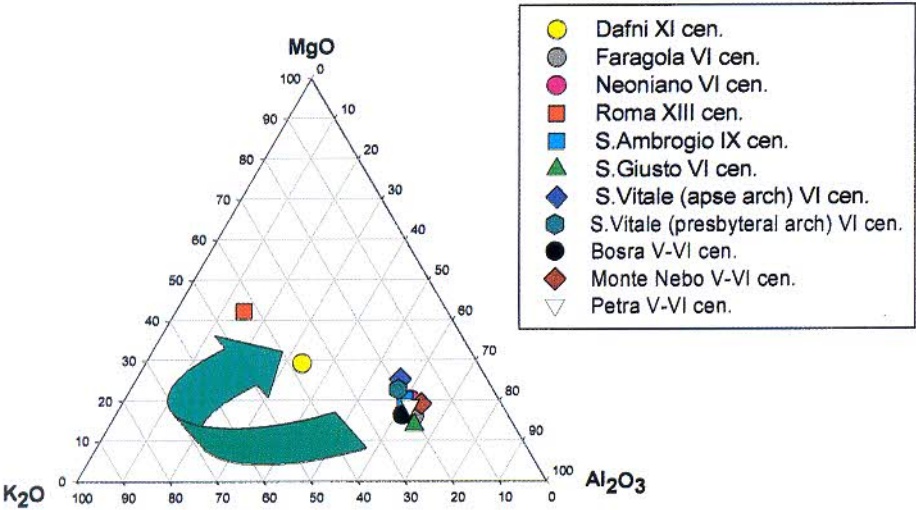 MgO
0
100
10
90
20
80
30
70
40
60
50
50
60
40
70
30
80
20
90
10
100
0
K₂O
Al₂O₃
100 90 80 70 60 50 40 30 20 10 0
Dafni XI cen.
Faragola VI cen.
Neoniano VI cen.
Roma XIII cen.
S.Ambrogio IX cen.
S.Giusto VI cen.
S.Vitale (apse arch) VI cen.
S.Vitale (presbyteral arch) VI cen.
Bosra V-VI cen.
Monte Nebo V-VI cen.
Petra V-VI cen.